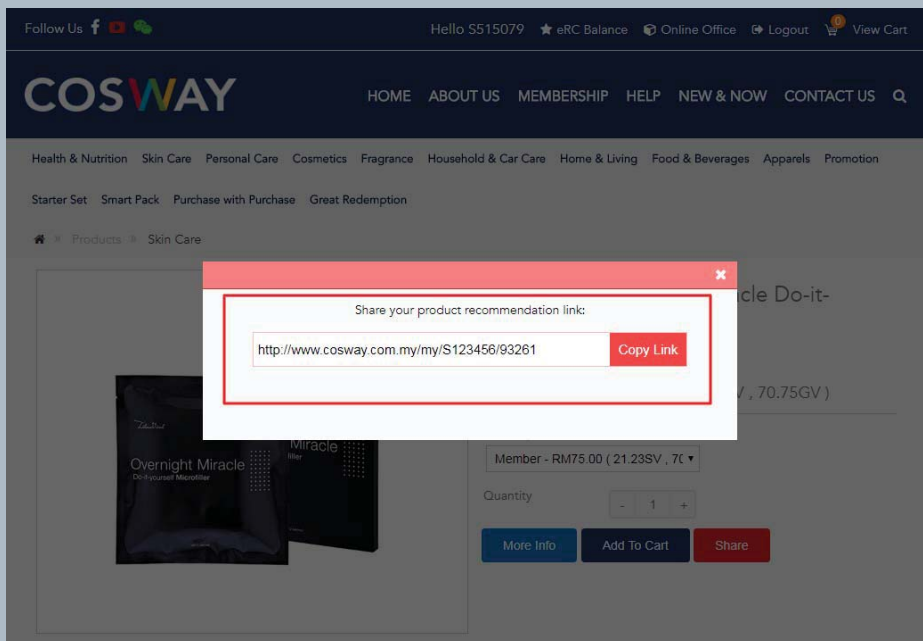 Follow Us
Hello S515079 eRC Balance Online Office Logout 0 View Cart
COSWAY
HOME ABOUT US MEMBERSHIP HELP NEW & NOW CONTACT US
Health & Nutrition Skin Care Personal Care Cosmetics Fragrance Household & Car Care Home & Living Food & Beverages Apparels Promotion
Starter Set Smart Pack Purchase with Purchase Great Redemption
» Products » Skin Care
cle Do-it-
Share your product recommendation link:
http://www.cosway.com.my/my/S123456/93261 Copy Link
, 70.75GV )
Miracle
Overnight Miracle
Do-it-yourself Microfiller
Member - RM75.00 ( 21.23SV , 70
Quantity
- 1 +
More Info Add To Cart Share